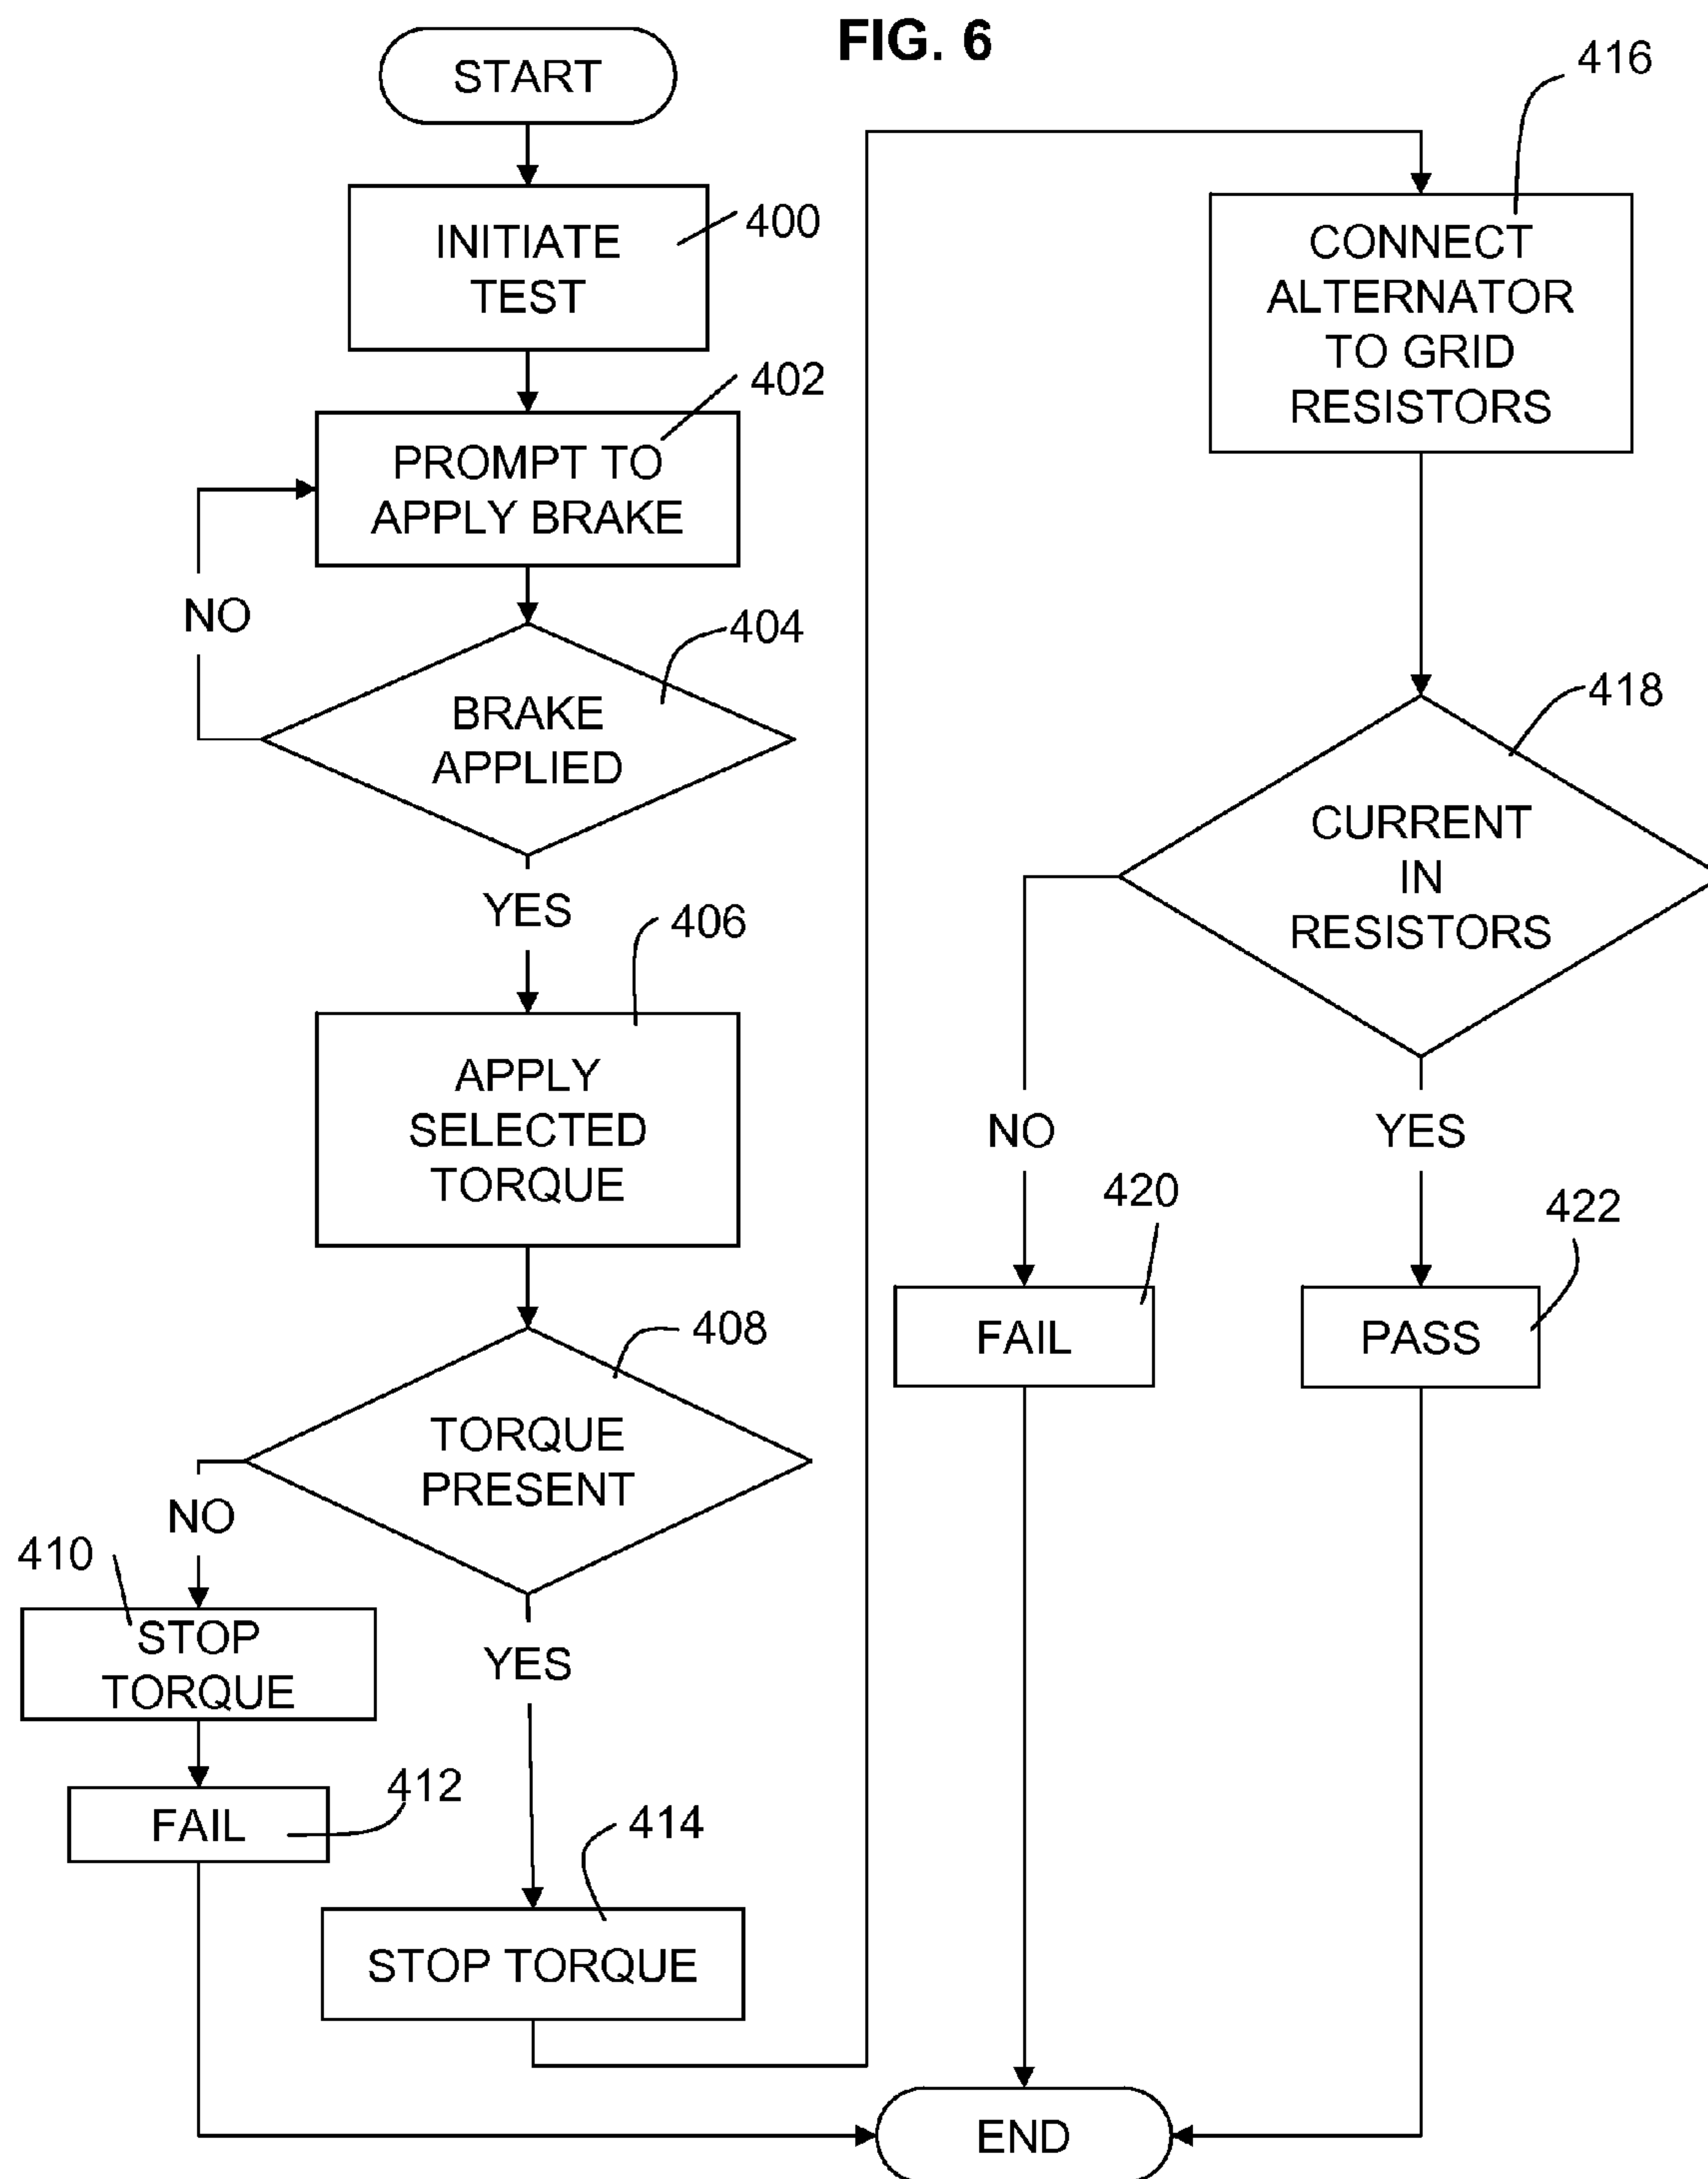 FIG. 6
START
INITIATE
TEST
400
PROMPT TO
APPLY BRAKE
402
NO
BRAKE
APPLIED
404
YES
APPLY
SELECTED
TORQUE
406
TORQUE
PRESENT
408
NO
410
STOP
TORQUE
FAIL
412
YES
414
STOP TORQUE
416
CONNECT
ALTERNATOR
TO GRID
RESISTORS
418
CURRENT
IN
RESISTORS
NO
YES
420
FAIL
422
PASS
END